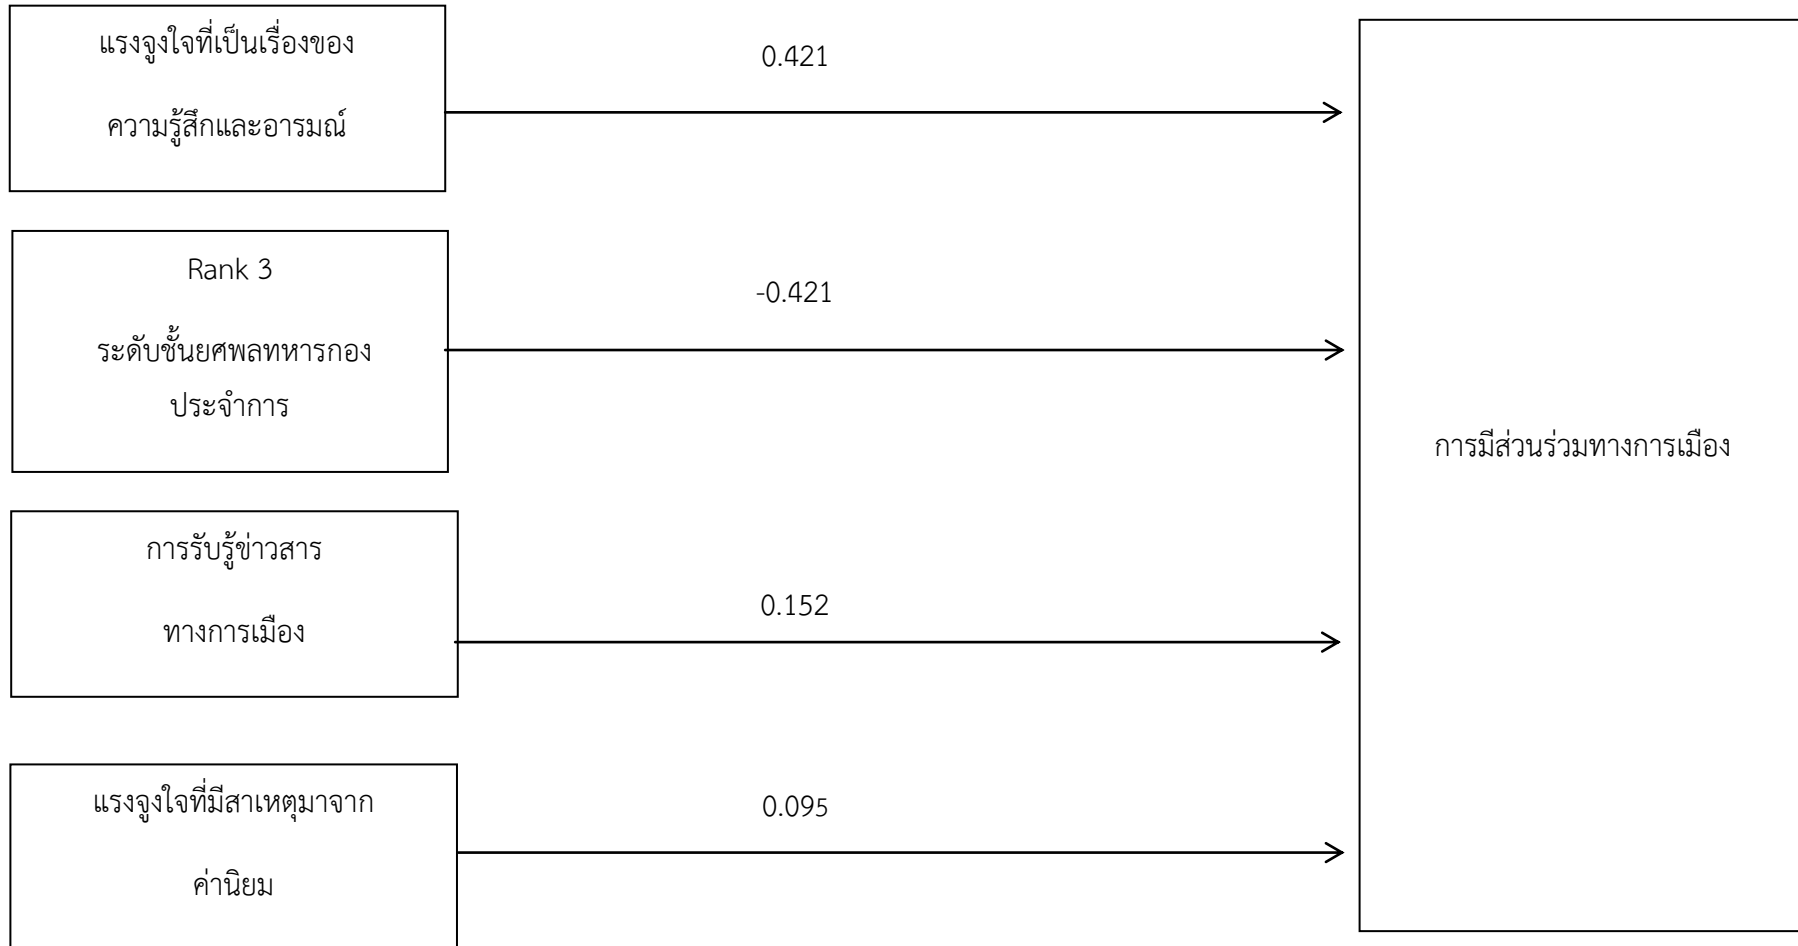 แรงจูงใจที่เป็นเรื่องของ
ความรู้สึกและอารมณ์
0.421
Rank 3
ระดับชั้นยศพลทหารกอง
ประจำการ
-0.421
การมีส่วนร่วมทางการเมือง
การรับรู้ข่าวสาร
ทางการเมือง
0.152
แรงจูงใจที่มีสาเหตุมาจาก
ค่านิยม
0.095